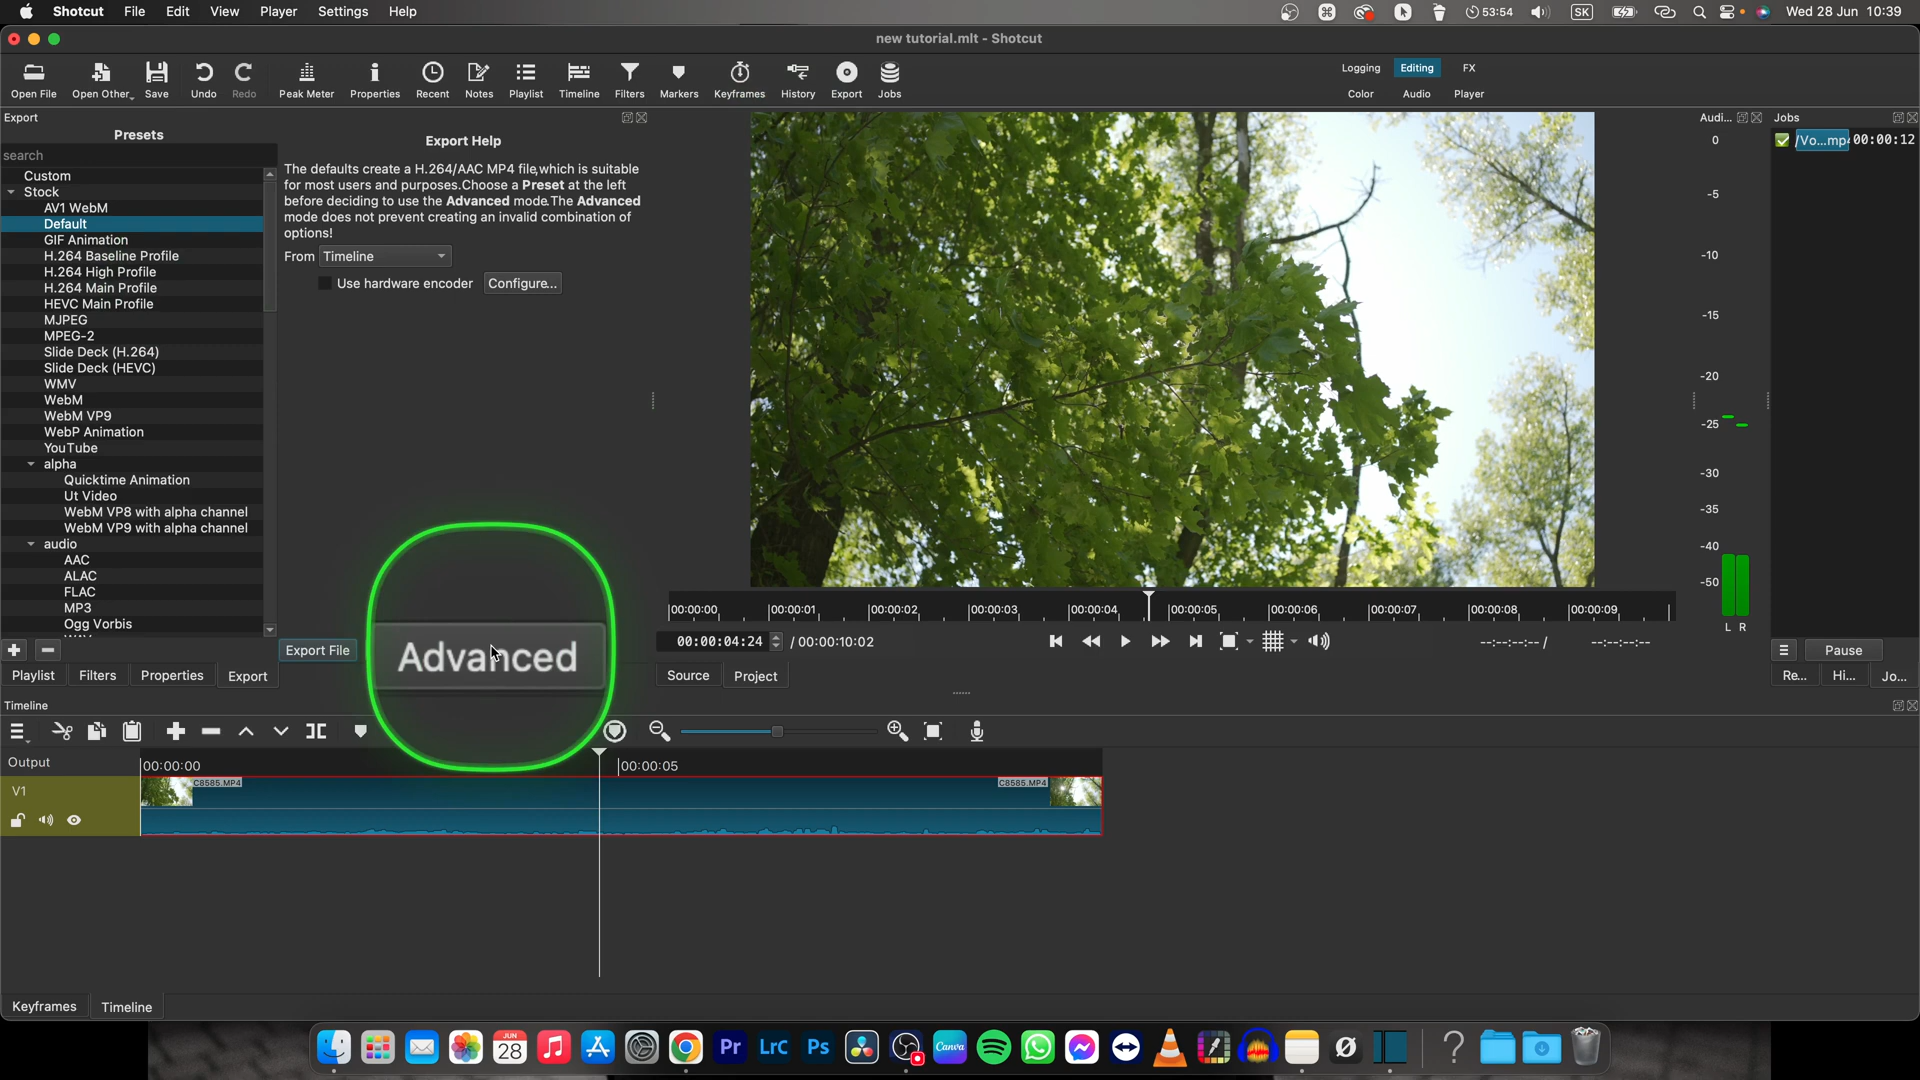 Shotcut File Edit View Player Settings Help
53:54 SK Wed 28 Jun 10:39
new tutorial.mlt - Shotcut
Open File Open Other... Save Undo Redo Peak Meter Properties Recent Notes Playlist Timeline Filters Markers Keyframes History Export Jobs
Logging Editing FX
Color Audio Player
Export
Presets
search
Custom
Stock
AV1 WebM
Default
GIF Animation
H.264 Baseline Profile
H.264 High Profile
H.264 Main Profile
HEVC Main Profile
MJPEG
MPEG-2
Slide Deck (H.264)
Slide Deck (HEVC)
WMV
WebM
WebM VP9
WebP Animation
YouTube
alpha
Quicktime Animation
Ut Video
WebM VP8 with alpha channel
WebM VP9 with alpha channel
audio
AAC
ALAC
FLAC
MP3
Ogg Vorbis
Export Help
The defaults create a H.264/AAC MP4 file, which is suitable
for most users and purposes. Choose a Preset at the left
before deciding to use the Advanced mode. The Advanced
mode does not prevent creating an invalid combination of
options!
From Timeline
Use hardware encoder Configure...
Export File
Advanced
Playlist Filters Properties Export
Audi...
0
-5
-10
-15
-20
-25
-30
-35
-40
-50
L R
Jobs
/Vo...mp4 00:00:12
00:00:00 00:00:01 00:00:02 00:00:03 00:00:04 00:00:05 00:00:06 00:00:07 00:00:08 00:00:09
00:00:04:24 / 00:00:10:02
--:--:--:-- / --:--:--:--
Source Project
Pause
Re... Hi... Jo...
Timeline
Output
00:00:00 00:00:05
V1
C8585.MP4 C8585.MP4
Keyframes Timeline
JUN
28
Pr LrC Ps
Canva